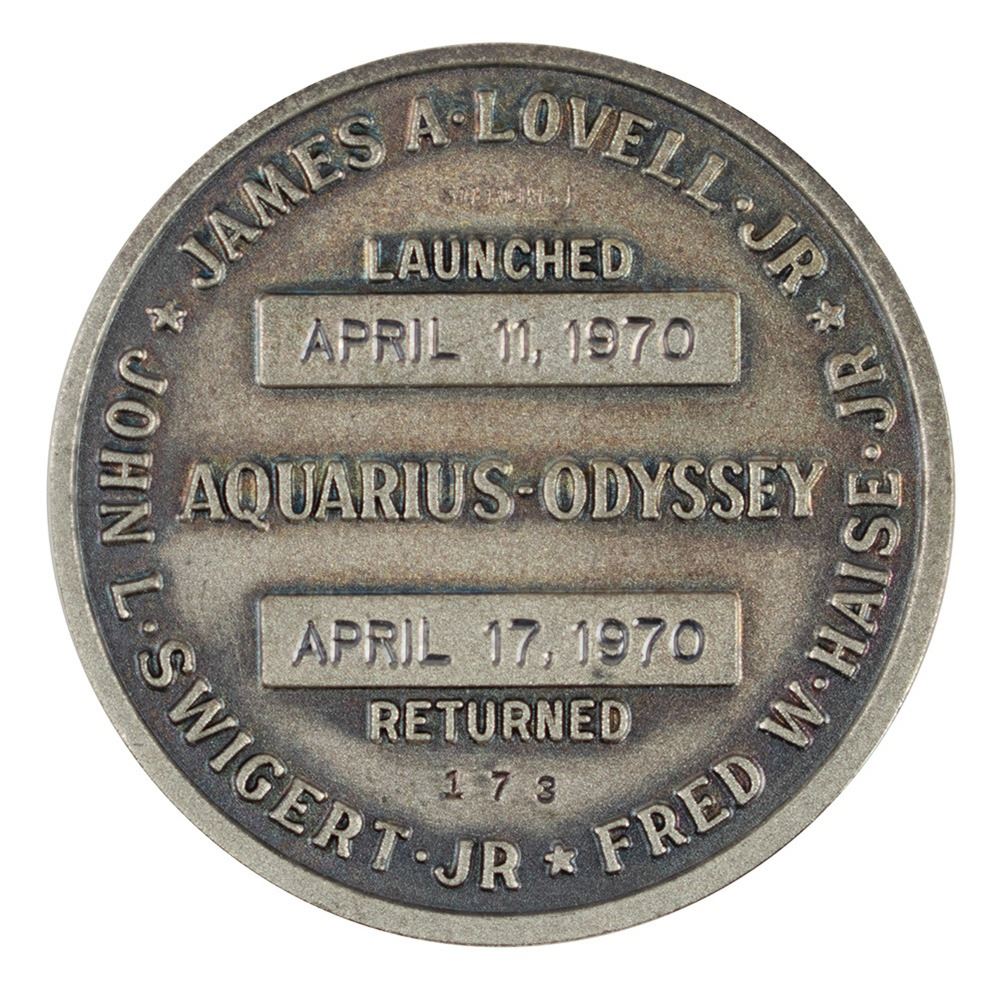 JAMES A·LOVELL·JR
LAUNCHED
APRIL 11, 1970
AQUARIUS-ODYSSEY
APRIL 17, 1970
RETURNED
173
JOHN L·SWIGERT·JR
FRED W·HAISE·JR